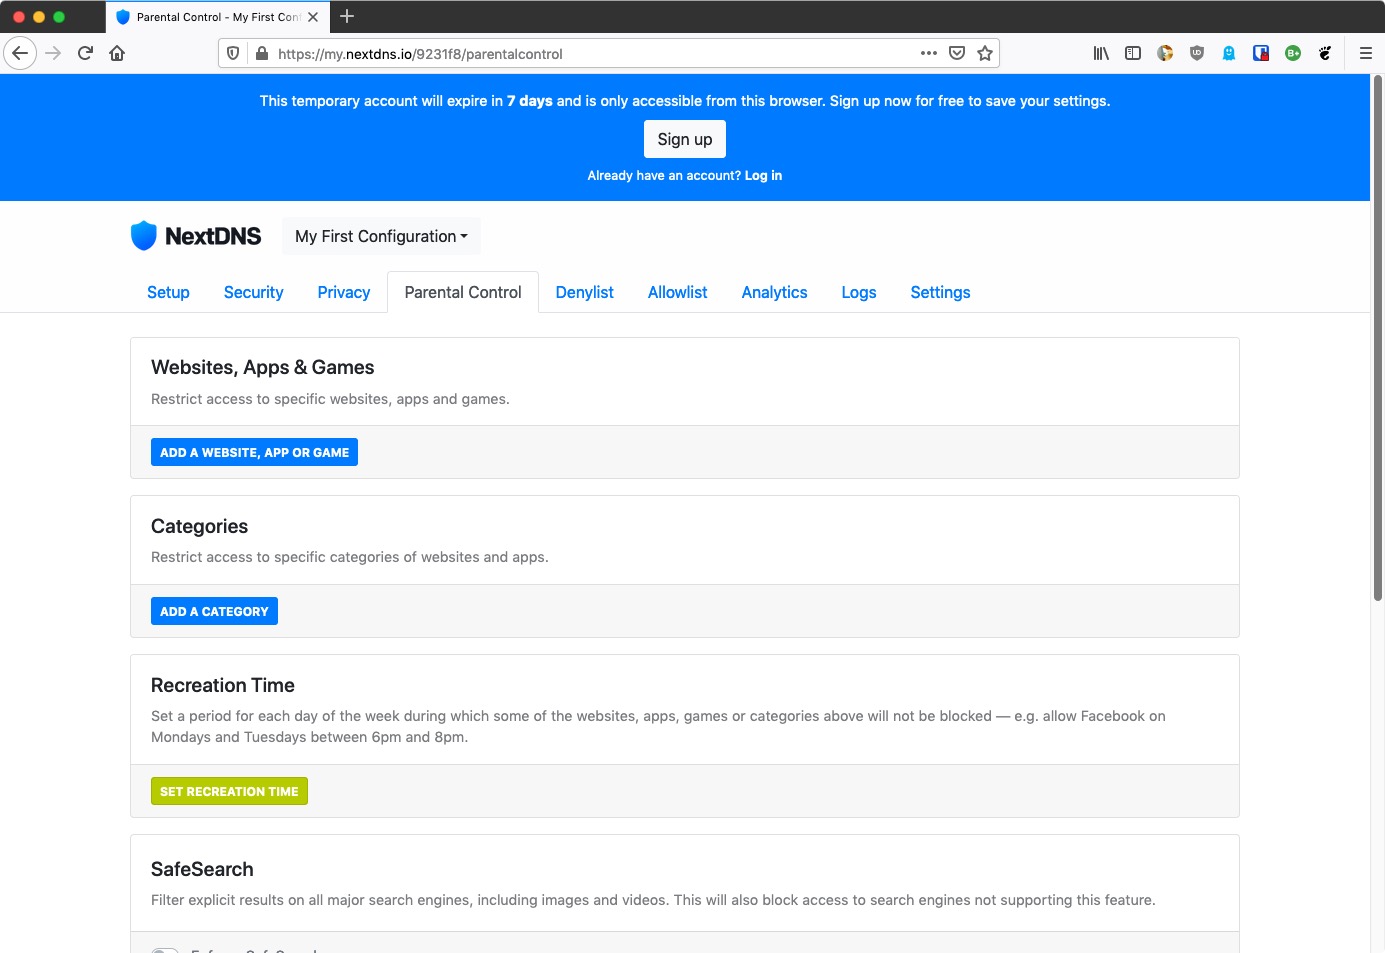 Parental Control - My First Con
https://my.nextdns.io/9231f8/parentalcontrol
This temporary account will expire in 7 days and is only accessible from this browser. Sign up now for free to save your settings.
Sign up
Already have an account? Log in
NextDNS
My First Configuration
Setup Security Privacy Parental Control Denylist Allowlist Analytics Logs Settings
Websites, Apps & Games
Restrict access to specific websites, apps and games.
ADD A WEBSITE, APP OR GAME
Categories
Restrict access to specific categories of websites and apps.
ADD A CATEGORY
Recreation Time
Set a period for each day of the week during which some of the websites, apps, games or categories above will not be blocked — e.g. allow Facebook on
Mondays and Tuesdays between 6pm and 8pm.
SET RECREATION TIME
SafeSearch
Filter explicit results on all major search engines, including images and videos. This will also block access to search engines not supporting this feature.